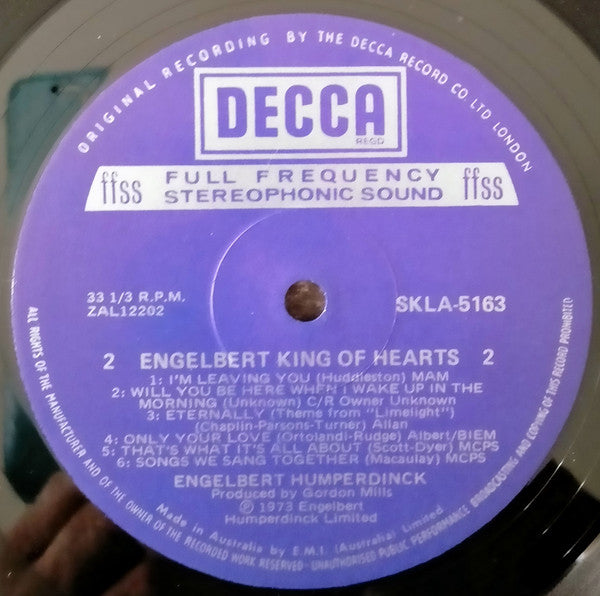 ORIGINAL RECORDING BY THE DECCA RECORD CO LTD LONDON
DECCA
REGD
ffss FULL FREQUENCY STEREOPHONIC SOUND ffss
33 1/3 R.P.M.
ZAL12202
SKLA-5163
2 ENGELBERT KING OF HEARTS 2
1: I'M LEAVING YOU (Huddleston) MAM
2: WILL YOU BE HERE WHEN I WAKE UP IN THE
MORNING (Unknown) C/R Owner Unknown
3: ETERNALLY (Theme from "Limelight")
(Chaplin-Parsons-Turner) Allan
4: ONLY YOUR LOVE (Ortolandi-Rudge) Albert/BIEM
5: THAT'S WHAT IT'S ALL ABOUT (Scott-Dyer) MCPS
6: SONGS WE SANG TOGETHER (Macaulay) MCPS
ENGELBERT HUMPERDINCK
Produced by Gordon Mills
Ⓟ 1973 Engelbert
Humperdinck Limited
Made in Australia by E.M.I. (Australia) Limited
ALL RIGHTS OF THE MANUFACTURER AND OF THE OWNER OF THE RECORDED WORK RESERVED - UNAUTHORISED PUBLIC PERFORMANCE BROADCASTING AND COPYING OF THIS RECORD PROHIBITED